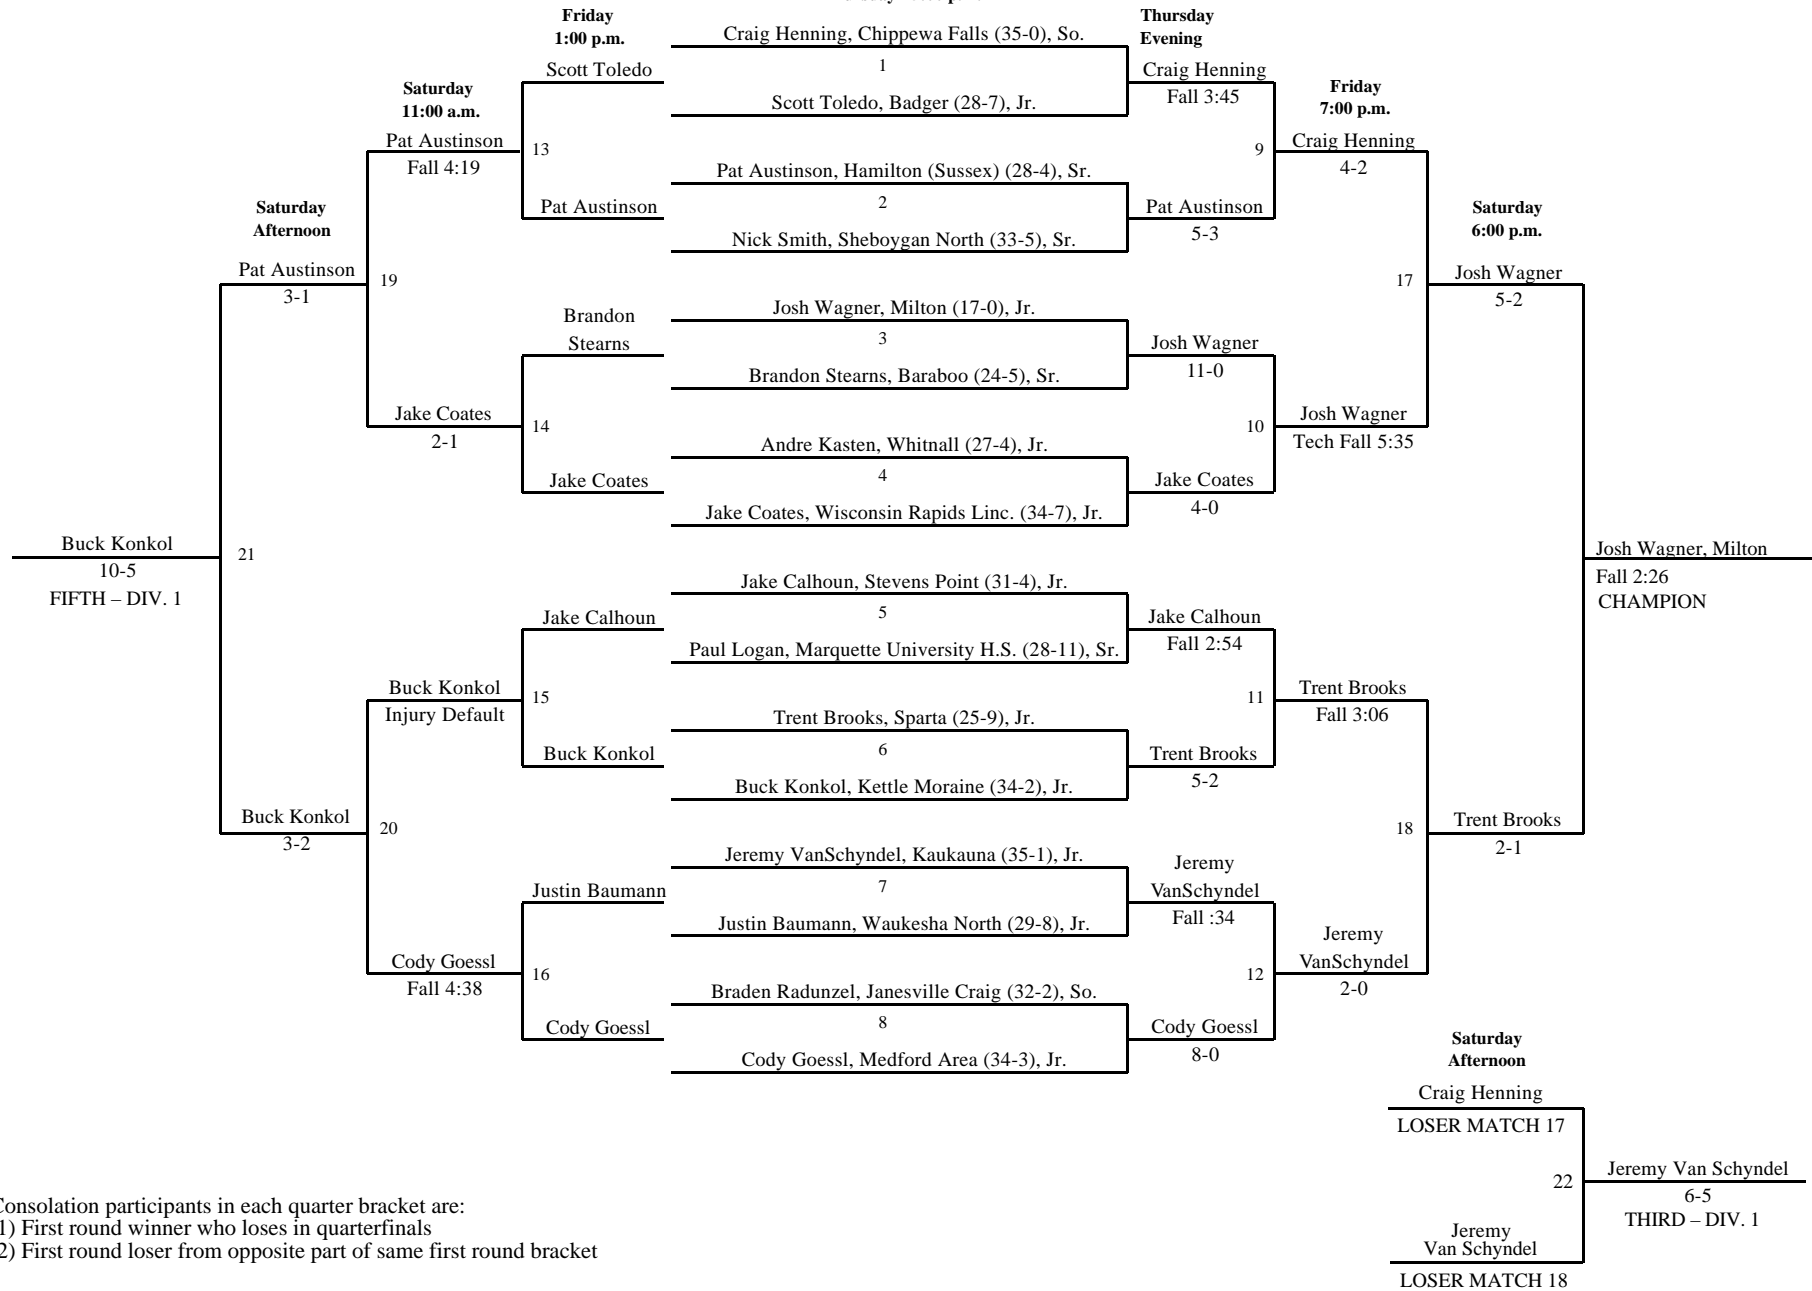 Friday
1:00 p.m.
Thursday
Evening
Craig Henning, Chippewa Falls (35-0), So.
1
Scott Toledo
Craig Henning
Fall 3:45
Saturday
11:00 a.m.
Friday
7:00 p.m.
Scott Toledo, Badger (28-7), Jr.
Pat Austinson
Fall 4:19
13
9
Craig Henning
4-2
Pat Austinson, Hamilton (Sussex) (28-4), Sr.
2
Saturday
Afternoon
Pat Austinson
Pat Austinson
5-3
Saturday
6:00 p.m.
Nick Smith, Sheboygan North (33-5), Sr.
Pat Austinson
3-1
19
17
Josh Wagner
5-2
Josh Wagner, Milton (17-0), Jr.
3
Brandon
Stearns
Josh Wagner
11-0
Brandon Stearns, Baraboo (24-5), Sr.
Jake Coates
2-1
14
10
Josh Wagner
Tech Fall 5:35
Andre Kasten, Whitnall (27-4), Jr.
4
Jake Coates
Jake Coates
4-0
Jake Coates, Wisconsin Rapids Linc. (34-7), Jr.
Buck Konkol
10-5
FIFTH – DIV. 1
21
Josh Wagner, Milton
Fall 2:26
CHAMPION
Jake Calhoun, Stevens Point (31-4), Jr.
5
Jake Calhoun
Jake Calhoun
Fall 2:54
Paul Logan, Marquette University H.S. (28-11), Sr.
Buck Konkol
Injury Default
15
11
Trent Brooks
Fall 3:06
Trent Brooks, Sparta (25-9), Jr.
6
Buck Konkol
Trent Brooks
5-2
Buck Konkol, Kettle Moraine (34-2), Jr.
Buck Konkol
3-2
20
18
Trent Brooks
2-1
Jeremy VanSchyndel, Kaukauna (35-1), Jr.
7
Justin Baumann
Jeremy
VanSchyndel
Fall :34
Justin Baumann, Waukesha North (29-8), Jr.
Cody Goessl
Fall 4:38
16
12
Jeremy
VanSchyndel
2-0
Braden Radunzel, Janesville Craig (32-2), So.
8
Cody Goessl
Cody Goessl
8-0
Cody Goessl, Medford Area (34-3), Jr.
Saturday
Afternoon
Craig Henning
LOSER MATCH 17
22
Jeremy Van Schyndel
6-5
THIRD – DIV. 1
Jeremy
Van Schyndel
LOSER MATCH 18
Consolation participants in each quarter bracket are:
1) First round winner who loses in quarterfinals
2) First round loser from opposite part of same first round bracket